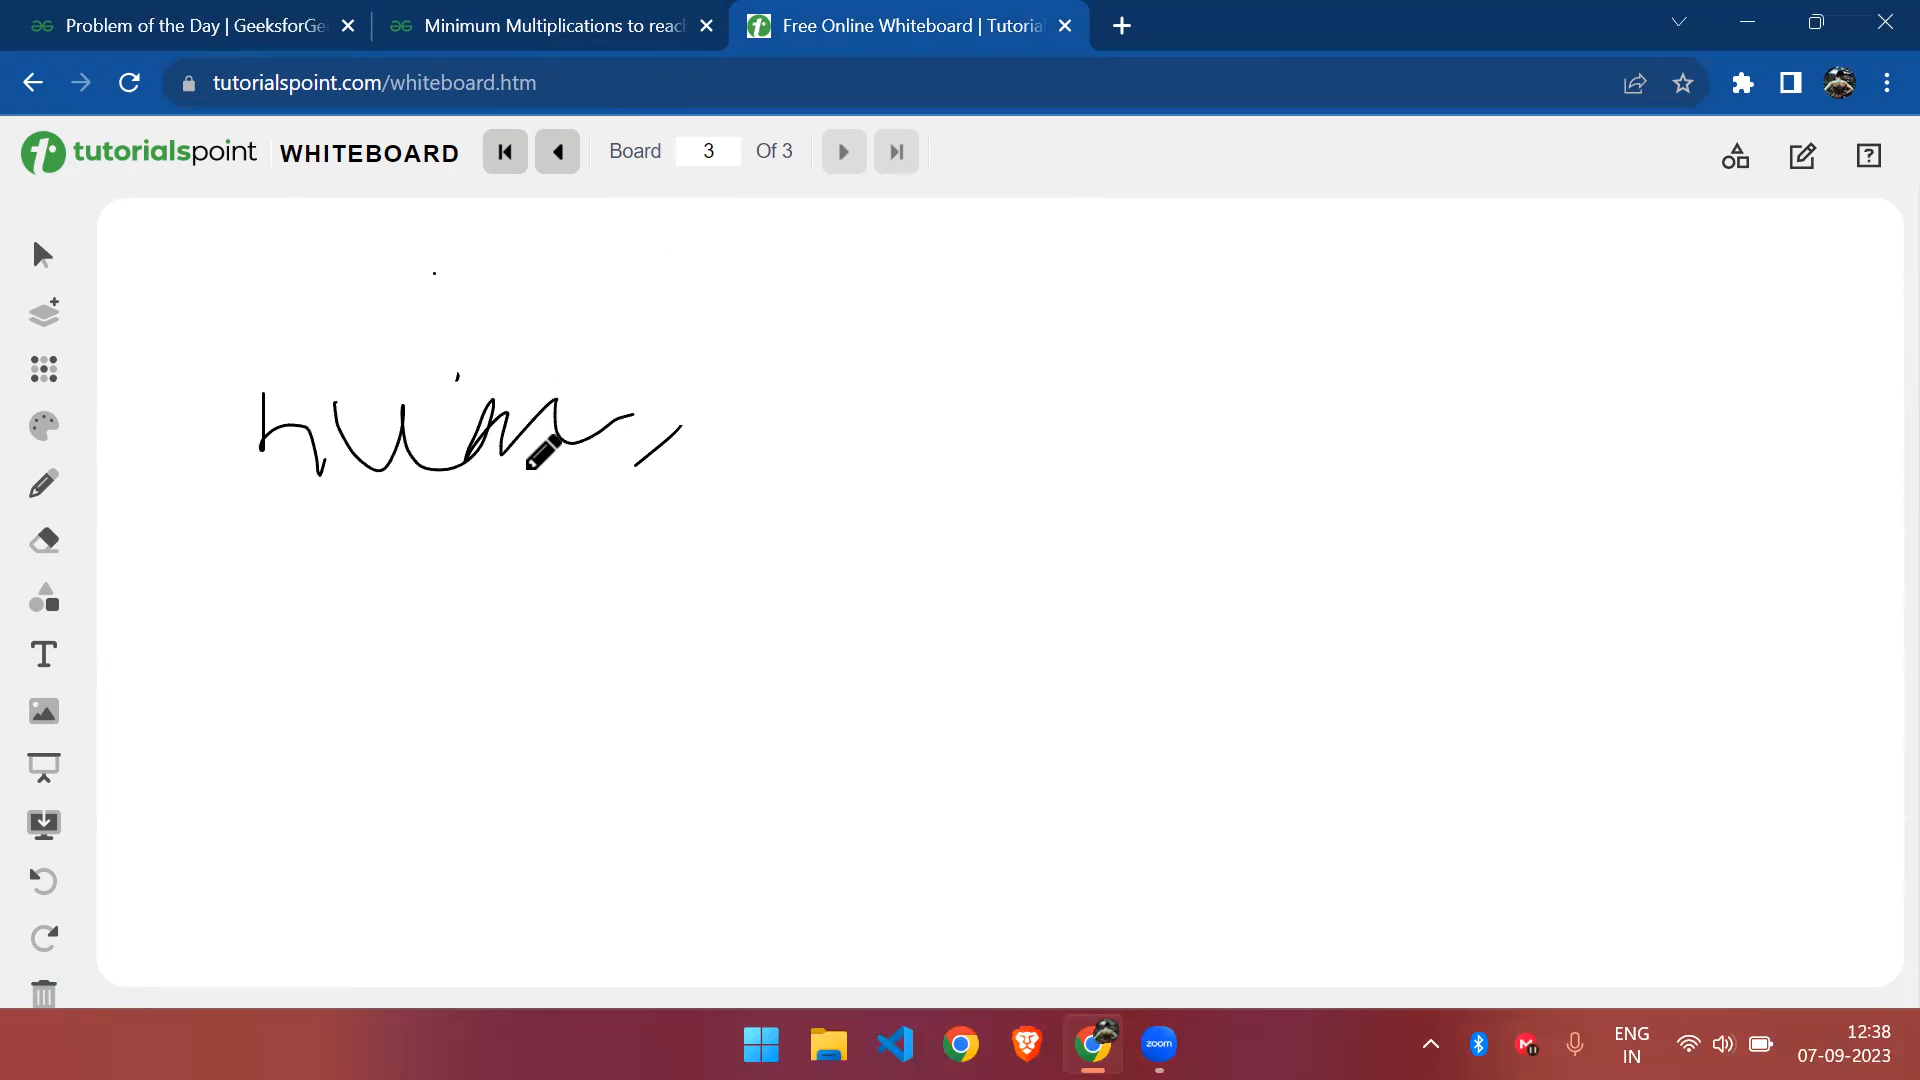 Problem of the Day | GeeksforGe
Minimum Multiplications to reac
Free Online Whiteboard | Tutoria
tutorialspoint.com/whiteboard.htm
tutorialspoint WHITEBOARD Board 3 Of 3
zoom
ENG
IN
12:38
07-09-2023